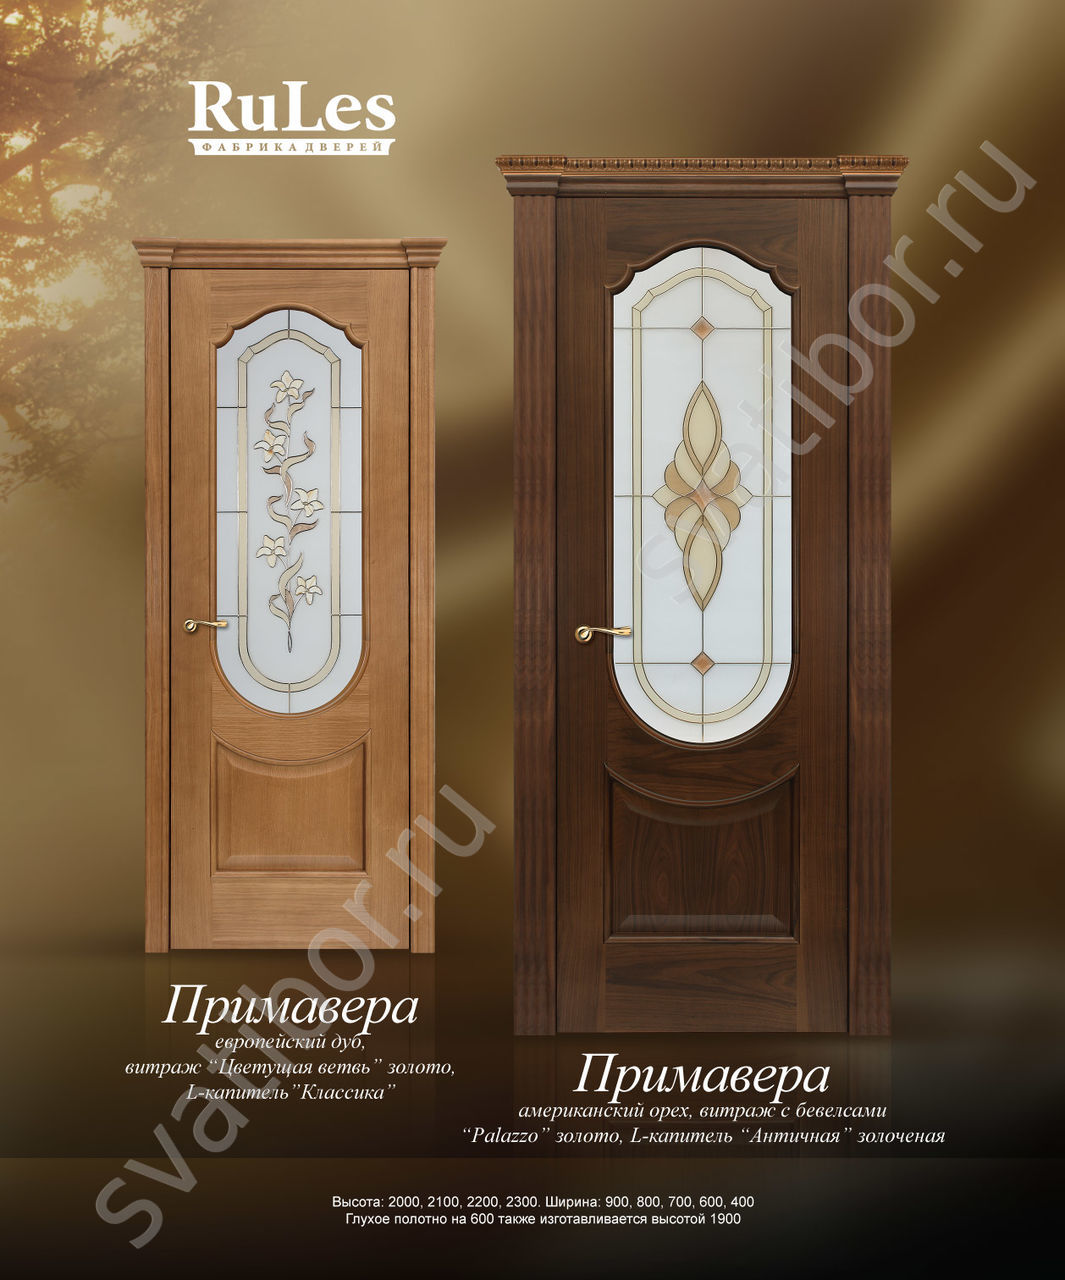 RuLes
ФАБРИКА ДВЕРЕЙ
svatibor.ru
svatibor.ru
Примавера
европейский дуб,
витраж “Цветущая ветвь” золото,
L-капитель”Классика”
Примавера
американский орех, витраж с бевелсами
“Palazzo” золото, L-капитель “Античная” золоченая
Высота: 2000, 2100, 2200, 2300. Ширина: 900, 800, 700, 600, 400
Глухое полотно на 600 также изготавливается высотой 1900